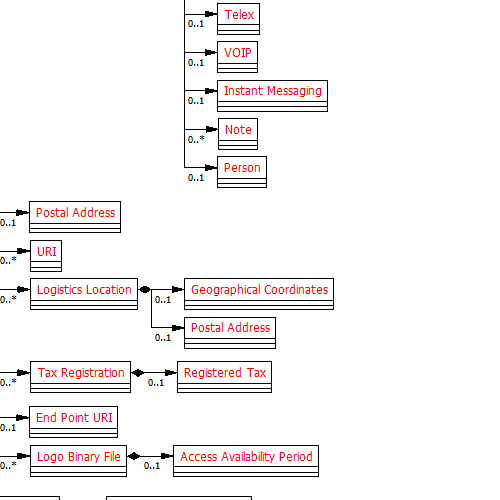 Telex
0..1
VOIP
0..1
Instant Messaging
0..1
Note
0..*
Person
0..1
Postal Address
0..1
URI
0..*
Logistics Location
0..*
Geographical Coordinates
0..1
Postal Address
0..1
Tax Registration
0..*
Registered Tax
0..1
End Point URI
0..1
Logo Binary File
0..*
Access Availability Period
0..1